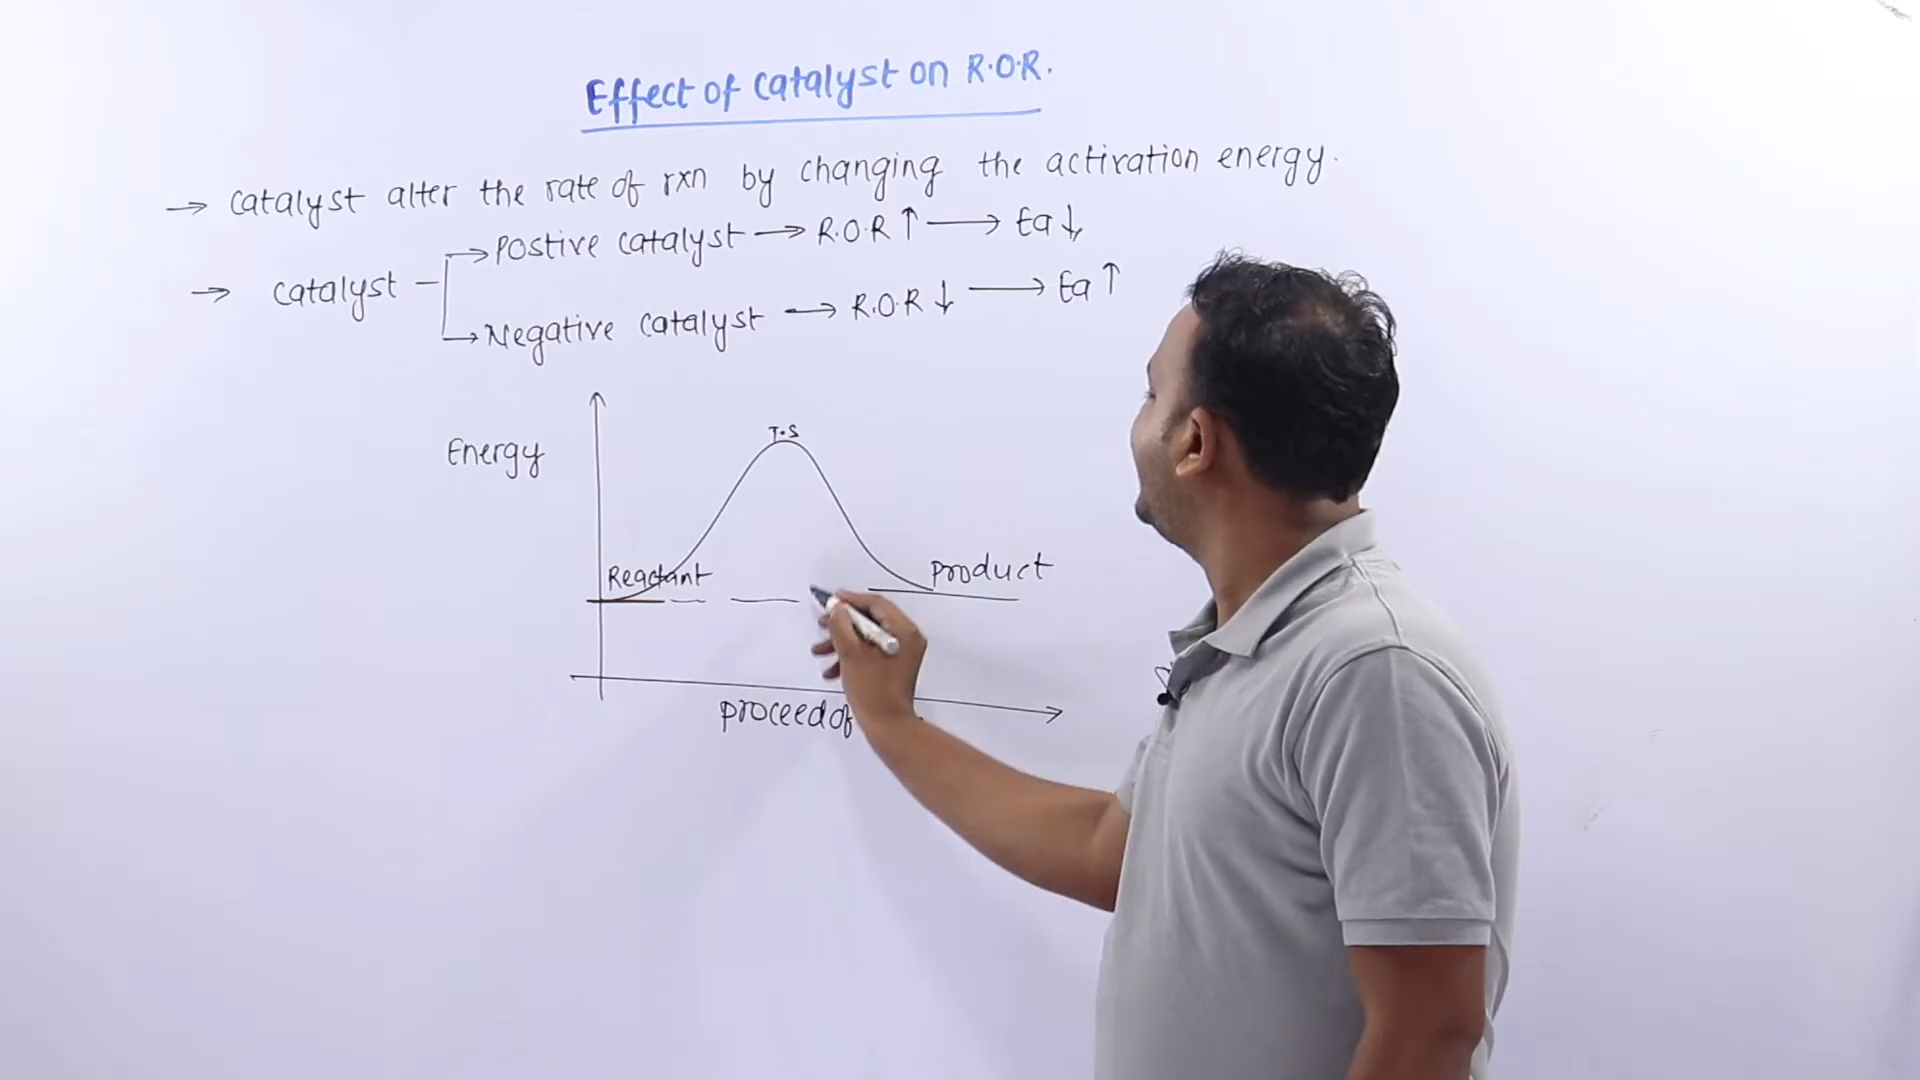 Effect of catalyst on R.O.R.
→ catalyst alter the rate of rxn by changing the activation energy.
→ catalyst → Postive catalyst → R.O.R ↑ → Ea ↓
→ Negative catalyst → R.O.R ↓ → Ea ↑
T.S
Energy
Reactant
Product
proceed of